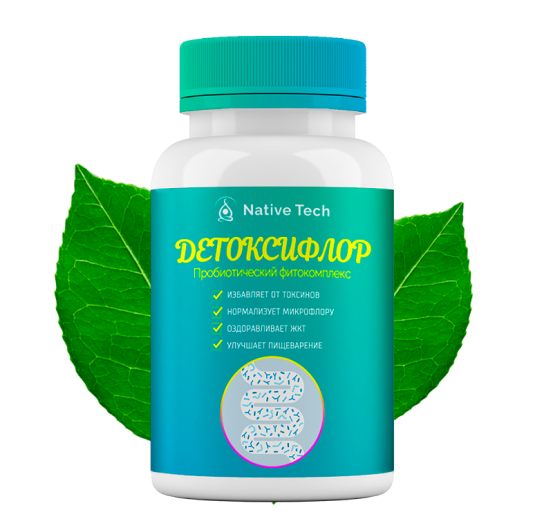 Native Tech
ДЕТОКСИФЛОР
Пробиотический фитокомплекс
ИЗБАВЛЯЕТ ОТ ТОКСИНОВ
НОРМАЛИЗУЕТ МИКРОФЛОРУ
ОЗДОРАВЛИВАЕТ ЖКТ
УЛУЧШАЕТ ПИЩЕВАРЕНИЕ